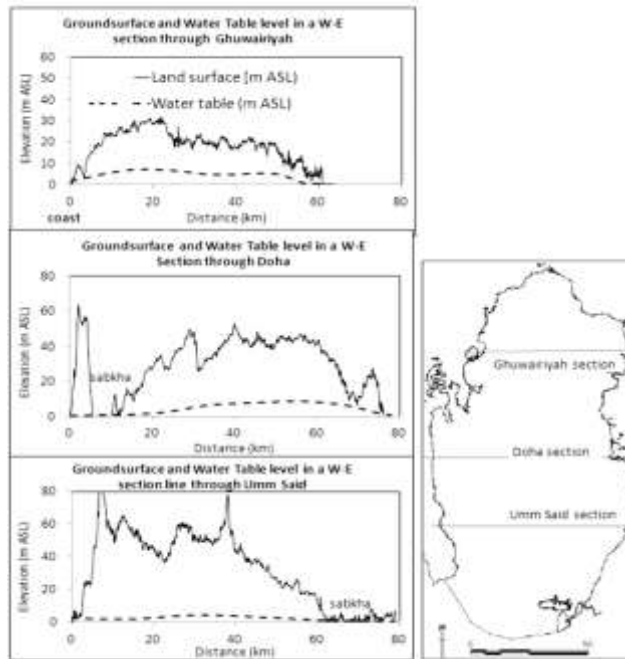 Groundsurface and Water Table level in a W-E
section through Ghuwairiyah
60
50
40
30
20
10
0
Elevation (m ASL)
Land surface (m ASL)
Water table (m ASL)
0
20
40
60
80
coast
Distance (km)
Groundsurface and Water Table level in a W-E
Section through Doha
80
60
40
20
0
Elevation (m ASL)
sabkha
0
20
40
60
80
Distance (km)
Groundsurface and Water Table level in a W-E
section line through Umm Said
80
60
40
20
0
Elevation (m ASL)
sabkha
0
20
40
60
80
Distance (km)
Ghuwairiyah section
Doha section
Umm Said section